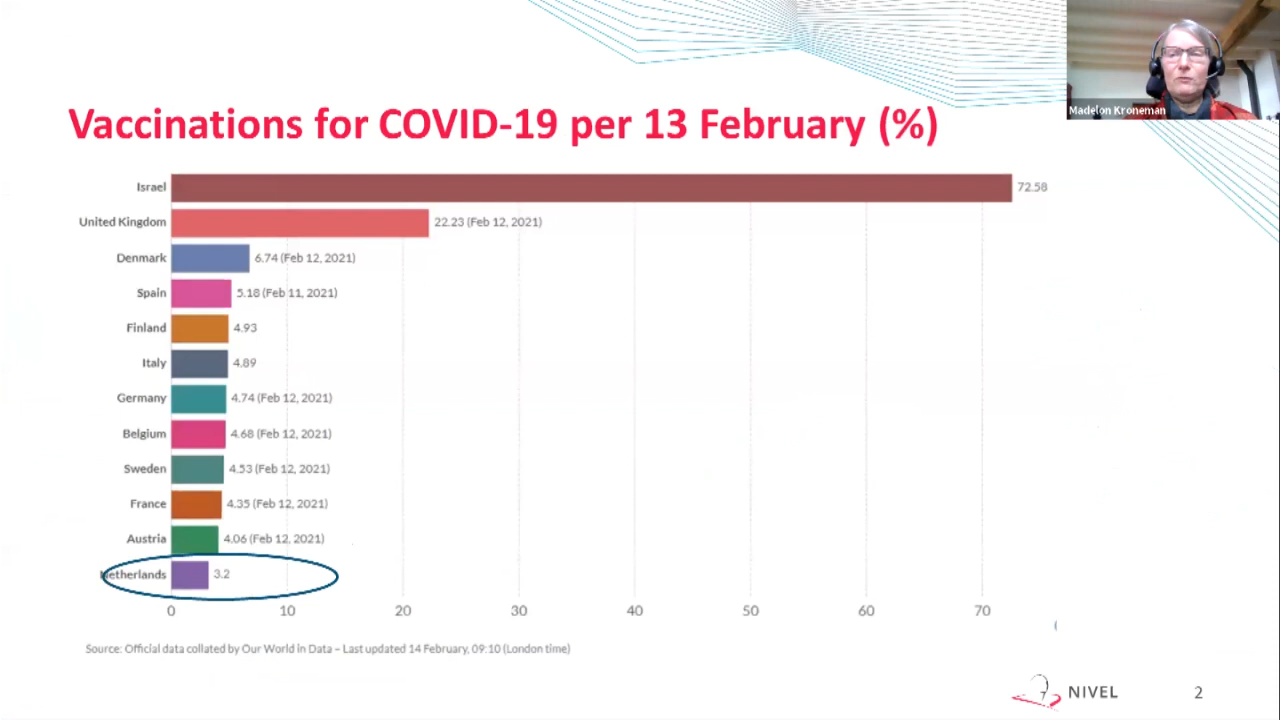 Madelon Kroneman
Vaccinations for COVID-19 per 13 February (%)
Israel 72.58
United Kingdom 22.23 (Feb 12, 2021)
Denmark 6.74 (Feb 12, 2021)
Spain 5.18 (Feb 11, 2021)
Finland 4.93
Italy 4.89
Germany 4.74 (Feb 12, 2021)
Belgium 4.68 (Feb 12, 2021)
Sweden 4.53 (Feb 12, 2021)
France 4.35 (Feb 12, 2021)
Austria 4.06 (Feb 12, 2021)
Netherlands 3.2
0 10 20 30 40 50 60 70
(
Source: Official data collated by Our World in Data – Last updated 14 February, 09:10 (London time)
NIVEL 2